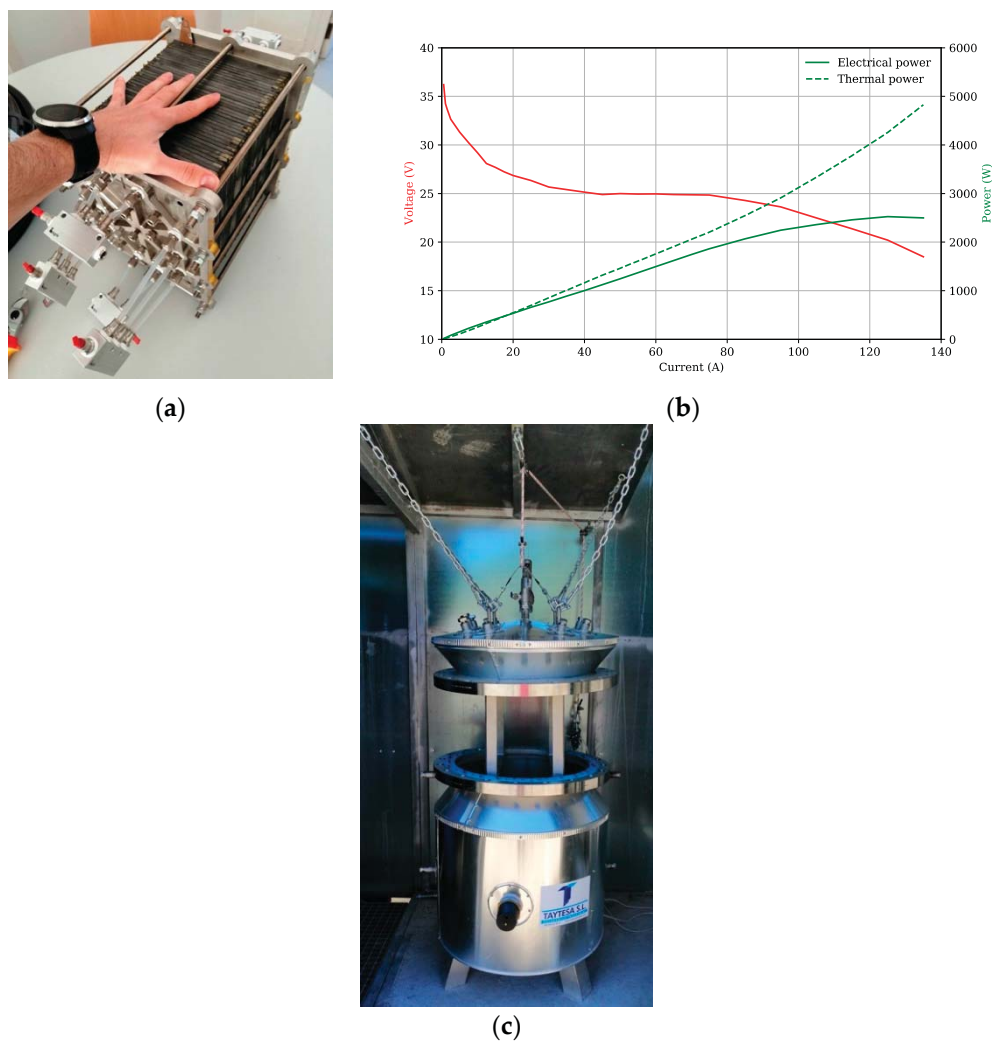 40
35
30
25
20
15
10
Voltage (V)
Electrical power
Thermal power
6000
5000
4000
3000
2000
1000
0
Power (W)
0 20 40 60 80 100 120 140
Current (A)
(a)
(b)
TAYTESA S.L.
(c)